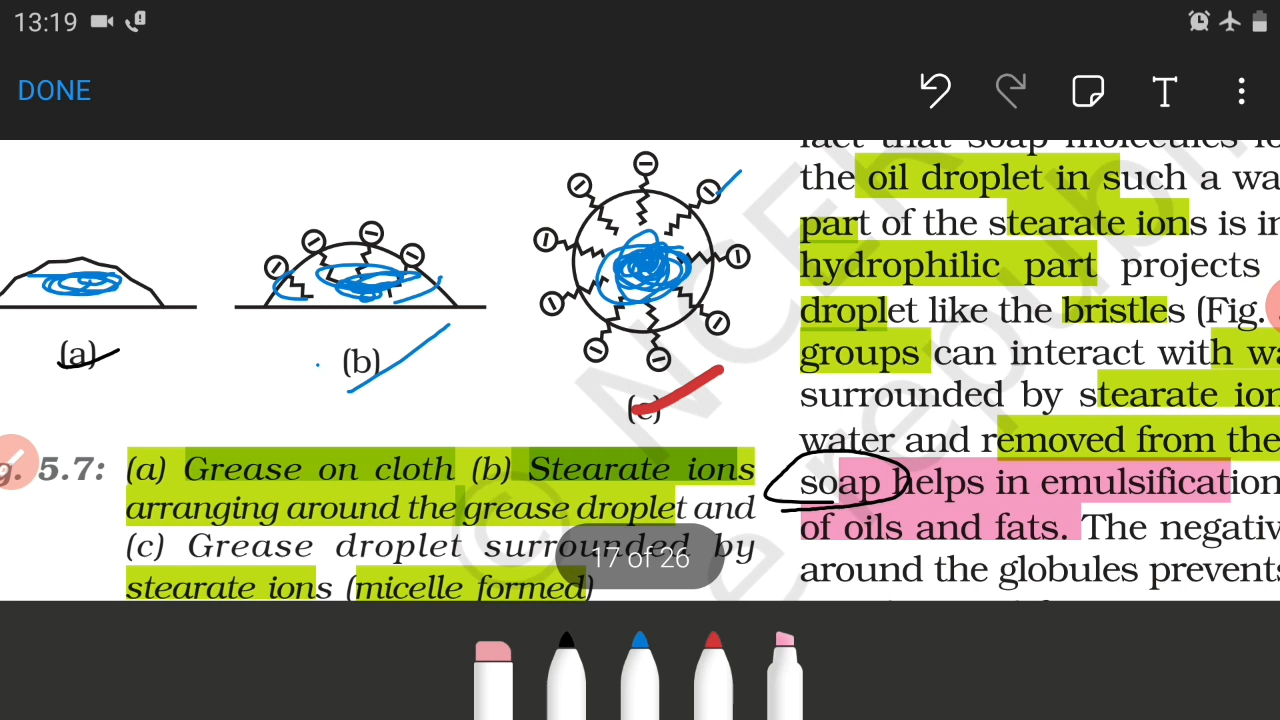 13:19
DONE
T
the oil droplet in such a wa
part of the stearate ions is in
hydrophilic part projects
droplet like the bristles (Fig.
groups can interact with wa
surrounded by stearate ion
water and removed from the
soap helps in emulsification
of oils and fats. The negativ
around the globules prevents
(a)
(b)
(c)
g. 5.7: (a) Grease on cloth (b) Stearate ions
arranging around the grease droplet and
(c) Grease droplet surrounded by
stearate ions (micelle formed)
17 of 26
© NCER
e republi